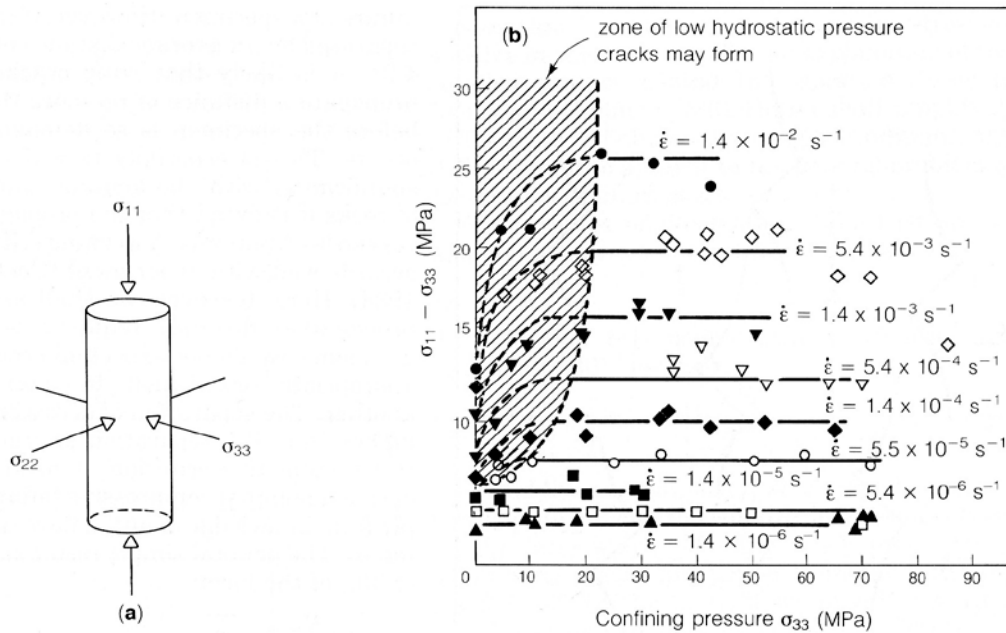 (b)
zone of low hydrostatic pressure
cracks may form
σ₁₁
σ₂₂
σ₃₃
(a)
σ₁₁ − σ₃₃ (MPa)
30
25
20
15
10
5
0
ε̇ = 1.4 × 10⁻² s⁻¹
ε̇ = 5.4 x 10⁻³ s⁻¹
ε̇ = 1.4 × 10⁻³ s⁻¹
ε̇ = 5.4 × 10⁻⁴ s⁻¹
ε̇ = 1.4 × 10⁻⁴ s⁻¹
ε̇ = 5.5 × 10⁻⁵ s⁻¹
ε̇ = 1.4 × 10⁻⁵ s⁻¹
ε̇ = 5.4 × 10⁻⁶ s⁻¹
ε̇ = 1.4 × 10⁻⁶ s⁻¹
0 10 20 30 40 50 60 70 80 90
Confining pressure σ₃₃ (MPa)